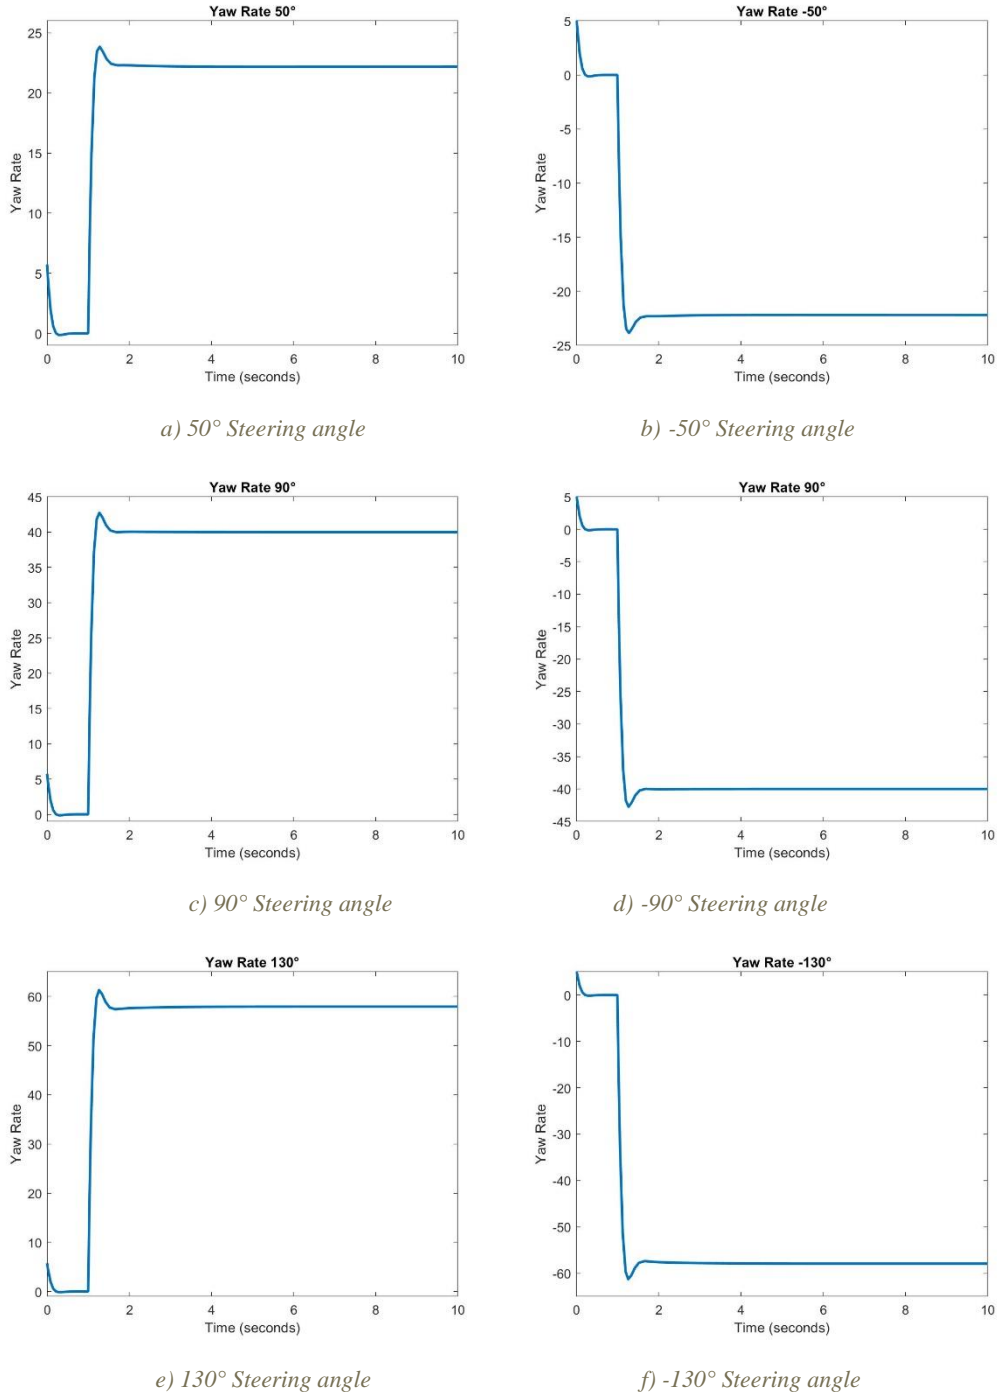 Yaw Rate 50°
25
20
15
10
5
0
Yaw Rate
0 2 4 6 8 10
Time (seconds)
a) 50° Steering angle
Yaw Rate -50°
5
0
-5
-10
-15
-20
-25
Yaw Rate
0 2 4 6 8 10
Time (seconds)
b) -50° Steering angle
Yaw Rate 90°
45
40
35
30
25
20
15
10
5
0
Yaw Rate
0 2 4 6 8 10
Time (seconds)
c) 90° Steering angle
Yaw Rate 90°
5
0
-5
-10
-15
-20
-25
-30
-35
-40
-45
Yaw Rate
0 2 4 6 8 10
Time (seconds)
d) -90° Steering angle
Yaw Rate 130°
60
50
40
30
20
10
0
Yaw Rate
0 2 4 6 8 10
Time (seconds)
e) 130° Steering angle
Yaw Rate -130°
0
-10
-20
-30
-40
-50
-60
Yaw Rate
0 2 4 6 8 10
Time (seconds)
f) -130° Steering angle